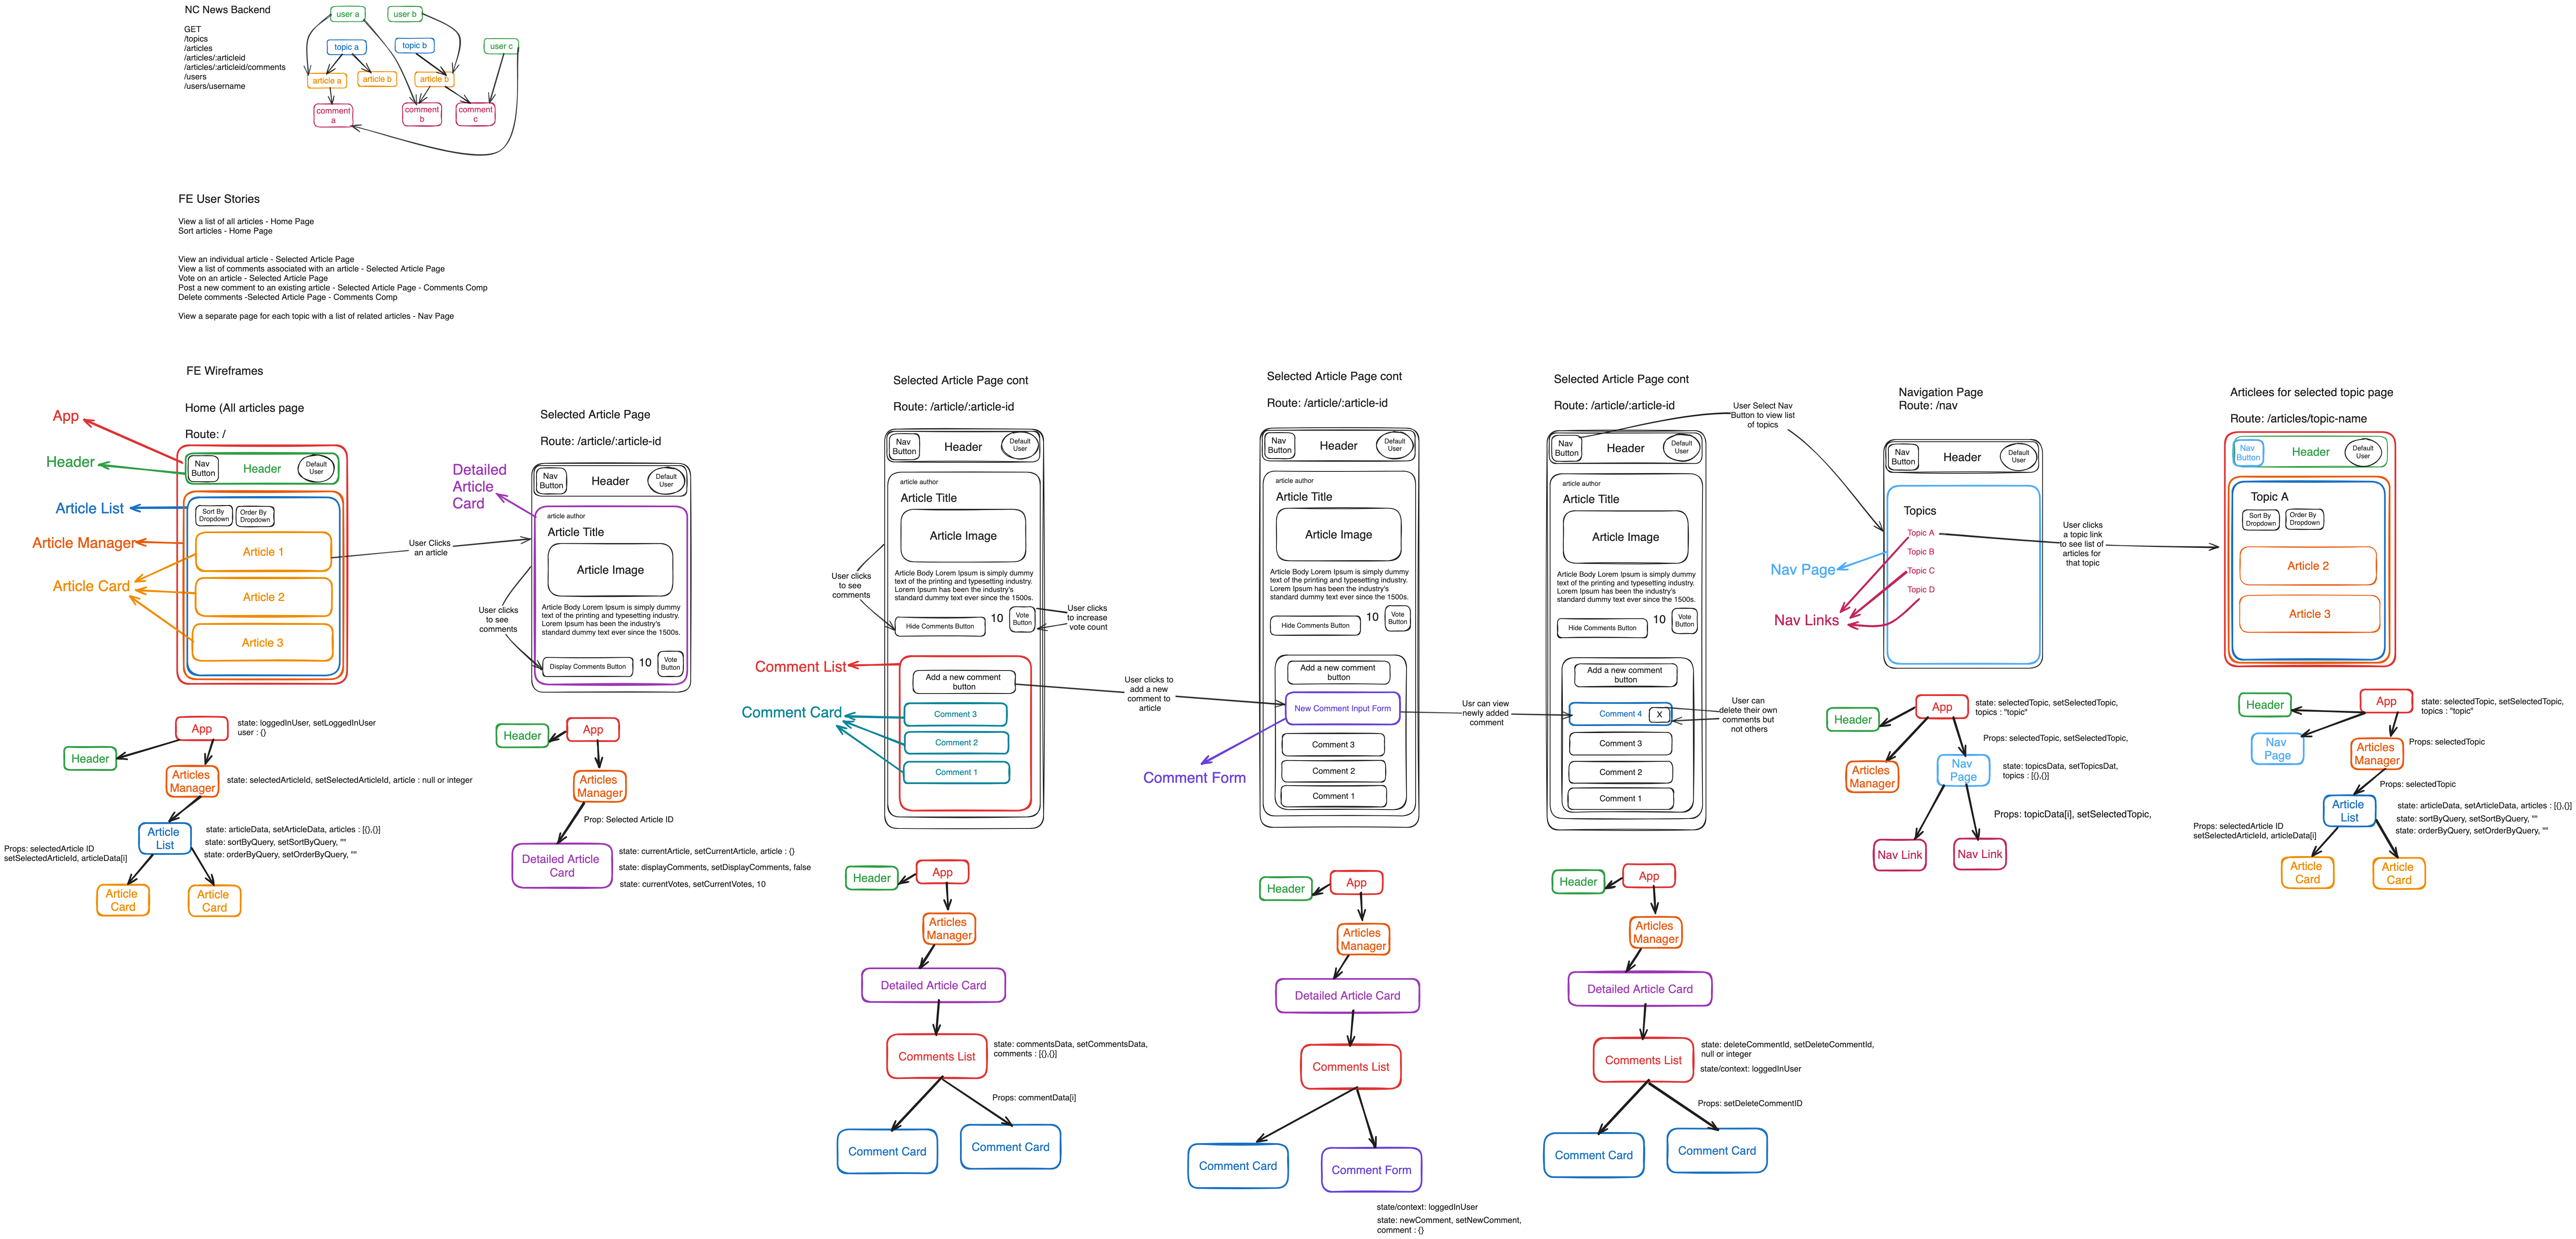 NC News Backend
GET
/topics
/articles
/articles/:articleid
/articles/:articleid/comments
/users
/users/username
user a
user b
topic a
topic b
user c
article a
article b
article b
comment
a
comment
b
comment
c
FE User Stories
View a list of all articles - Home Page
Sort articles - Home Page
View an individual article - Selected Article Page
View a list of comments associated with an article - Selected Article Page
Vote on an article - Selected Article Page
Post a new comment to an existing article - Selected Article Page - Comments Comp
Delete comments -Selected Article Page - Comments Comp
View a separate page for each topic with a list of related articles - Nav Page
FE Wireframes
Home (All articles page
Route: /
App
Header
Article List
Article Manager
Article Card
Nav
Button
Header
Default
User
Sort By
Dropdown
Order By
Dropdown
Article 1
Article 2
Article 3
User Clicks
an article
App
state: loggedInUser, setLoggedInUser
user : {}
Header
Articles
Manager
state: selectedArticleId, setSelectedArticleId, article : null or integer
Article
List
state: articleData, setArticleData, articles : [{},{}]
state: sortByQuery, setSortByQuery, ""
state: orderByQuery, setOrderByQuery, ""
Props: selectedArticle ID
setSelectedArticleId, articleData[i]
Article
Card
Article
Card
Selected Article Page
Route: /article/:article-id
Detailed
Article
Card
Nav
Button
Header
Default
User
article author
Article Title
Article Image
Article Body Lorem Ipsum is simply dummy
text of the printing and typesetting industry.
Lorem Ipsum has been the industry's
standard dummy text ever since the 1500s.
User clicks
to see
comments
Display Comments Button
10
Vote
Button
Header
App
Articles
Manager
Prop: Selected Article ID
Detailed Article
Card
state: currentArticle, setCurrentArticle, article : {}
state: displayComments, setDisplayComments, false
state: currentVotes, setCurrentVotes, 10
Selected Article Page cont
Route: /article/:article-id
Nav
Button
Header
Default
User
article author
Article Title
Article Image
Article Body Lorem Ipsum is simply dummy
text of the printing and typesetting industry.
Lorem Ipsum has been the industry's
standard dummy text ever since the 1500s.
User clicks
to see
comments
Hide Comments Button
10
Vote
Button
User clicks
to increase
vote count
Comment List
Add a new comment
button
Comment Card
Comment 3
Comment 2
Comment 1
User clicks to
add a new
comment to
article
Header
App
Articles
Manager
Detailed Article Card
Comments List
state: commentsData, setCommentsData,
comments : [{},{}]
Props: commentData[i]
Comment Card
Comment Card
Selected Article Page cont
Route: /article/:article-id
Nav
Button
Header
Default
User
article author
Article Title
Article Image
Article Body Lorem Ipsum is simply dummy
text of the printing and typesetting industry.
Lorem Ipsum has been the industry's
standard dummy text ever since the 1500s.
Hide Comments Button
10
Vote
Button
Add a new comment
button
New Comment Input Form
Comment Form
Comment 3
Comment 2
Comment 1
Usr can view
newly added
comment
Header
App
Articles
Manager
Detailed Article Card
Comments List
Comment Card
Comment Form
state/context: loggedInUser
state: newComment, setNewComment,
comment : {}
Selected Article Page cont
Route: /article/:article-id
Nav
Button
Header
Default
User
article author
Article Title
Article Image
Article Body Lorem Ipsum is simply dummy
text of the printing and typesetting industry.
Lorem Ipsum has been the industry's
standard dummy text ever since the 1500s.
Hide Comments Button
10
Vote
Button
Add a new comment
button
Comment 4
X
Comment 3
Comment 2
Comment 1
User can
delete their own
comments but
not others
User Select Nav
Button to view list
of topics
Header
App
Articles
Manager
Detailed Article Card
Comments List
state: deleteCommentId, setDeleteCommentId,
null or integer
state/context: loggedInUser
Props: setDeleteCommentID
Comment Card
Comment Card
Navigation Page
Route: /nav
Nav
Button
Header
Default
User
Topics
Topic A
Topic B
Topic C
Topic D
Nav Page
Nav Links
User clicks
a topic link
to see list of
articles for
that topic
Header
App
state: selectedTopic, setSelectedTopic,
topics : "topic"
Props: selectedTopic, setSelectedTopic,
Articles
Manager
Nav
Page
state: topicsData, setTopicsDat,
topics : [{},{}]
Props: topicData[i], setSelectedTopic,
Nav Link
Nav Link
Articlees for selected topic page
Route: /articles/topic-name
Nav
Button
Header
Default
User
Topic A
Sort By
Dropdown
Order By
Dropdown
Article 2
Article 3
Header
App
state: selectedTopic, setSelectedTopic,
topics : "topic"
Nav
Page
Articles
Manager
Props: selectedTopic
Props: selectedTopic
Article
List
state: articleData, setArticleData, articles : [{},{}]
state: sortByQuery, setSortByQuery, ""
state: orderByQuery, setOrderByQuery, ""
Props: selectedArticle ID
setSelectedArticleId, articleData[i]
Article
Card
Article
Card